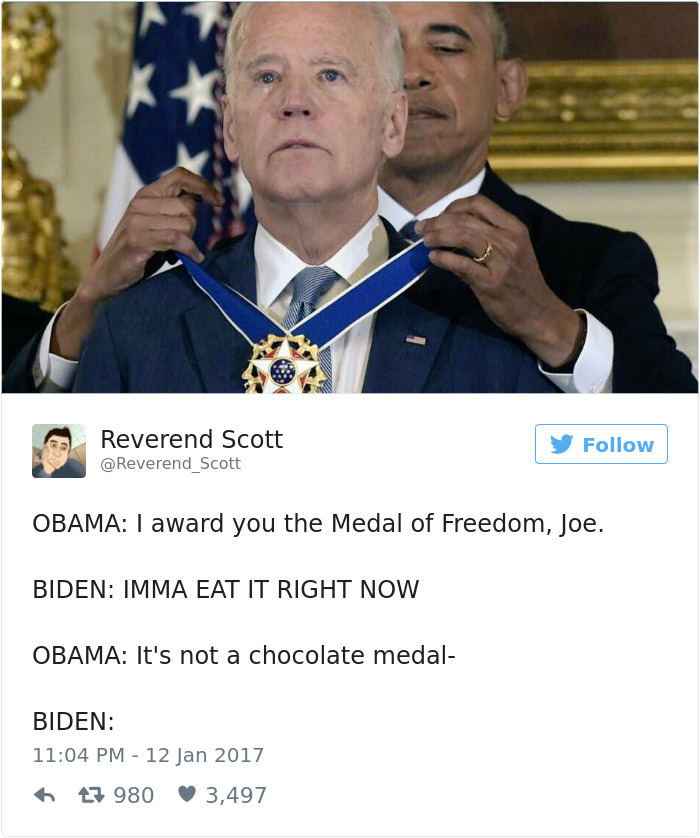 Reverend Scott
@Reverend_Scott
Follow
OBAMA: I award you the Medal of Freedom, Joe.
BIDEN: IMMA EAT IT RIGHT NOW
OBAMA: It's not a chocolate medal-
BIDEN:
11:04 PM - 12 Jan 2017
980
3,497